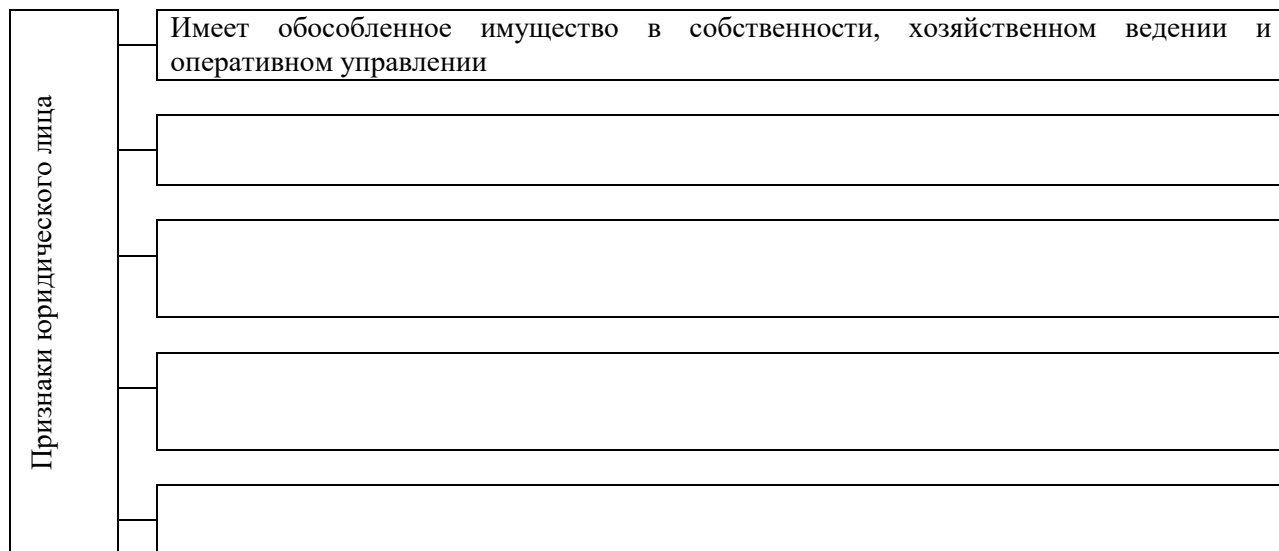 Признаки юридического лица
Имеет обособленное имущество в собственности, хозяйственном ведении и
оперативном управлении